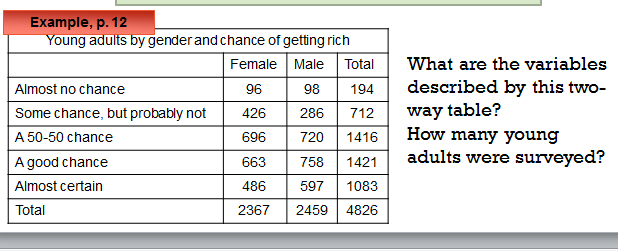 Example, p. 12
Young adults by gender and chance of getting rich
Female Male Total
Almost no chance 96 98 194
Some chance, but probably not 426 286 712
A 50-50 chance 696 720 1416
A good chance 663 758 1421
Almost certain 486 597 1083
Total 2367 2459 4826
What are the variables
described by this two-
way table?
How many young
adults were surveyed?